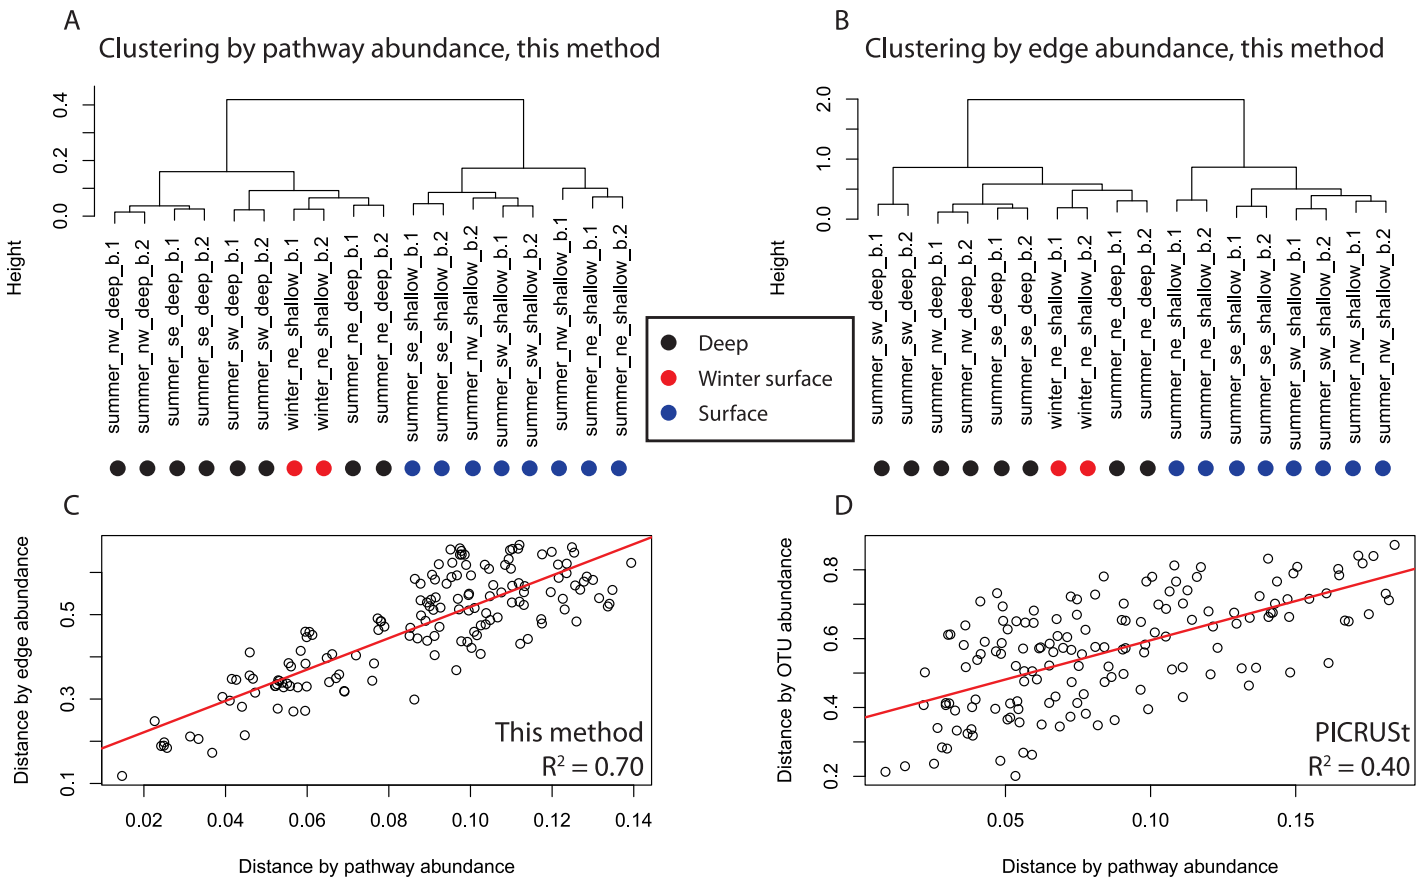 A
Clustering by pathway abundance, this method
Height
0.0
0.2
0.4
summer_nw_deep_b.1
summer_nw_deep_b.2
summer_se_deep_b.1
summer_se_deep_b.2
summer_sw_deep_b.1
summer_sw_deep_b.2
winter_ne_shallow_b.1
winter_ne_shallow_b.2
summer_ne_deep_b.1
summer_ne_deep_b.2
summer_se_shallow_b.1
summer_se_shallow_b.2
summer_nw_shallow_b.2
summer_sw_shallow_b.1
summer_sw_shallow_b.2
summer_nw_shallow_b.1
summer_ne_shallow_b.1
summer_ne_shallow_b.2
B
Clustering by edge abundance, this method
Height
0.0
1.0
2.0
summer_sw_deep_b.1
summer_sw_deep_b.2
summer_nw_deep_b.1
summer_nw_deep_b.2
summer_se_deep_b.1
summer_se_deep_b.2
winter_ne_shallow_b.1
winter_ne_shallow_b.2
summer_ne_deep_b.1
summer_ne_deep_b.2
summer_ne_shallow_b.1
summer_ne_shallow_b.2
summer_se_shallow_b.1
summer_se_shallow_b.2
summer_sw_shallow_b.1
summer_sw_shallow_b.2
summer_nw_shallow_b.1
summer_nw_shallow_b.2
Deep
Winter surface
Surface
C
Distance by edge abundance
0.1
0.3
0.5
This method
R² = 0.70
0.02 0.04 0.06 0.08 0.10 0.12 0.14
Distance by pathway abundance
D
Distance by OTU abundance
0.2
0.4
0.6
0.8
PICRUSt
R² = 0.40
0.05 0.10 0.15
Distance by pathway abundance